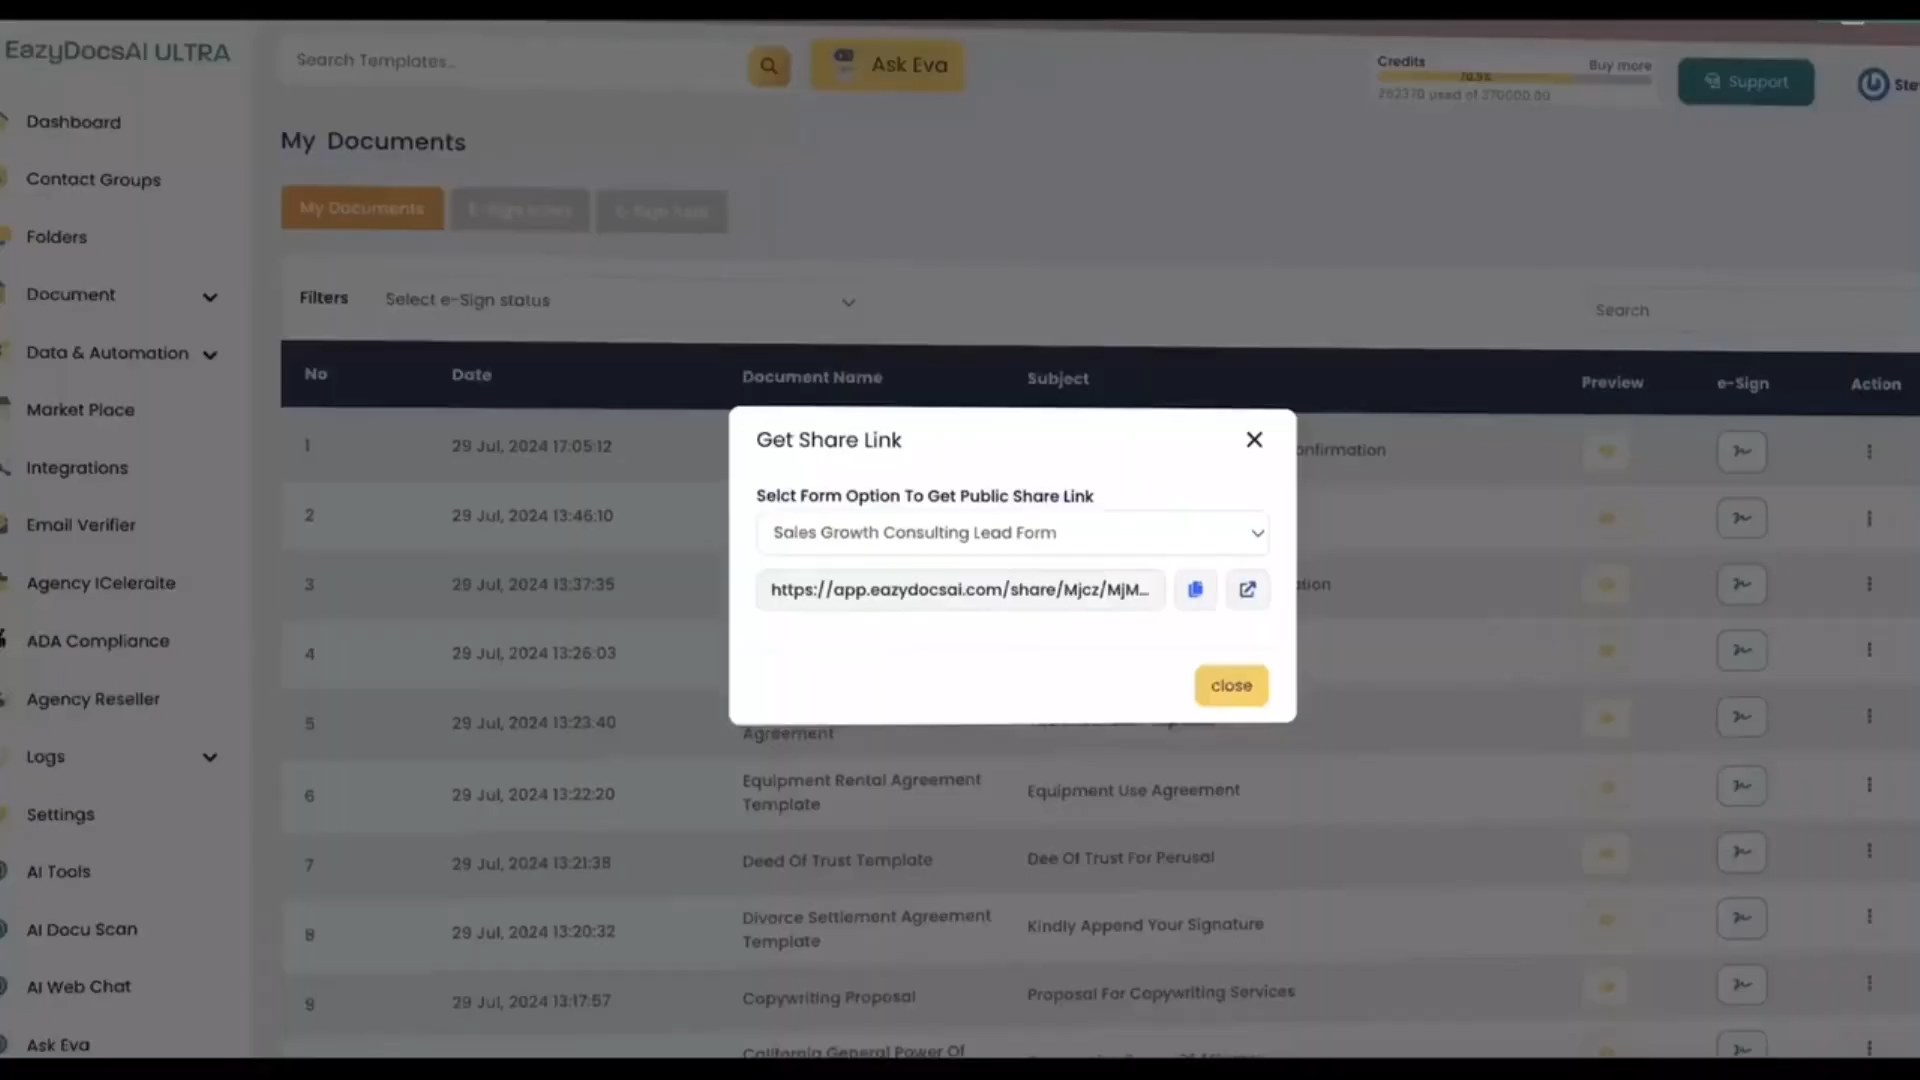 EazyDocsAI ULTRA
Search Templates...
Ask Eva
Credits
Buy more
70.9%
262370 used of 370000.00
Support
Ste
Dashboard
Contact Groups
Folders
Document
Data & Automation
Market Place
Integrations
Email Verifier
Agency ICeleraite
ADA Compliance
Agency Reseller
Logs
Settings
AI Tools
AI Docu Scan
AI Web Chat
Ask Eva
My Documents
My Documents
Filters
Select e-Sign status
Search
No Date Document Name Subject Preview e-Sign Action
1 29 Jul, 2024 17:05:12 onfirmation
2 29 Jul, 2024 13:46:10
3 29 Jul, 2024 13:37:35 ation
4 29 Jul, 2024 13:26:03
5 29 Jul, 2024 13:23:40
Agreement
6 29 Jul, 2024 13:22:20 Equipment Rental Agreement Equipment Use Agreement
Template
7 29 Jul, 2024 13:21:38 Deed Of Trust Template Dee Of Trust For Perusal
8 29 Jul, 2024 13:20:32 Divorce Settlement Agreement Kindly Append Your Signature
Template
9 29 Jul, 2024 13:17:57 Copywriting Proposal Proposal For Copywriting Services
California General Power Of
Get Share Link
Selct Form Option To Get Public Share Link
Sales Growth Consulting Lead Form
https://app.eazydocsai.com/share/Mjcz/MjM...
close